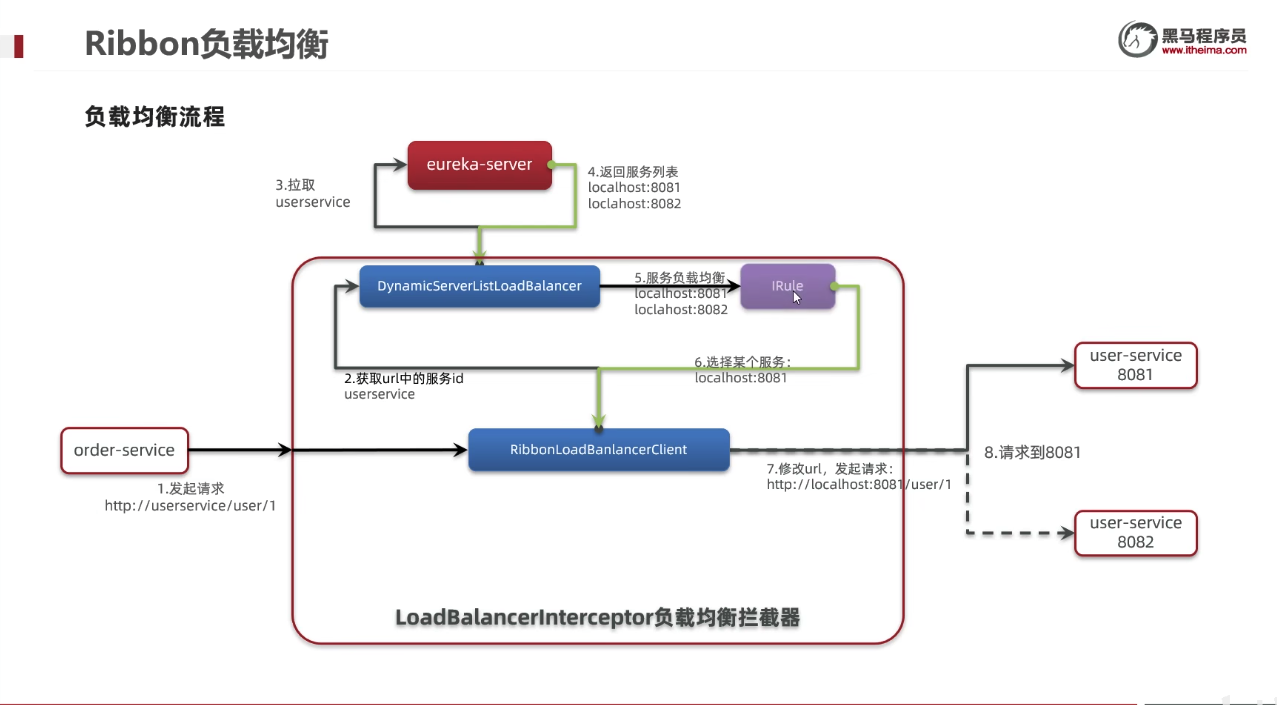 Ribbon负载均衡
黑马程序员
www.itheima.com
负载均衡流程
eureka-server
3.拉取
userservice
4.返回服务列表
localhost:8081
loclahost:8082
DynamicServerListLoadBalancer
5.服务负载均衡
localhost:8081
loclahost:8082
IRule
2.获取url中的服务id
userservice
6.选择某个服务：
localhost:8081
user-service
8081
order-service
RibbonLoadBanlancerClient
8.请求到8081
1.发起请求
http://userservice/user/1
7.修改url，发起请求：
http://localhost:8081/user/1
user-service
8082
LoadBalancerInterceptor负载均衡拦截器